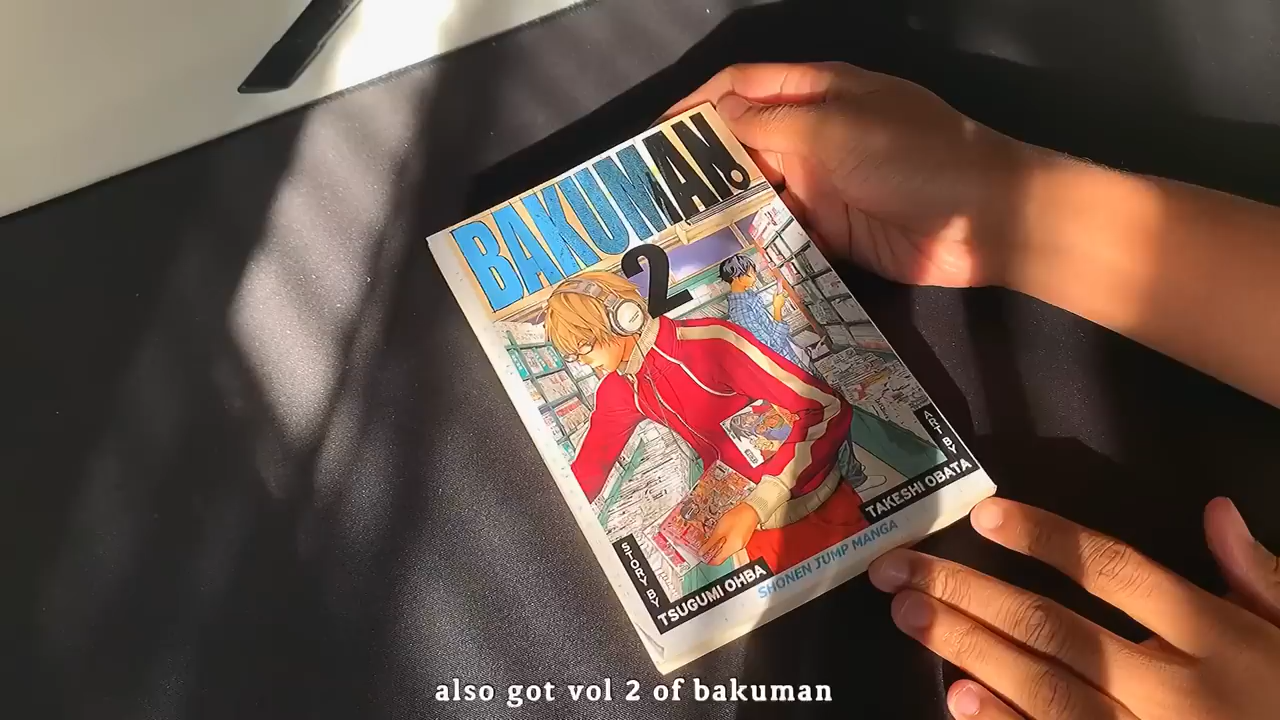 BAKUMAN.
2
STORY BY
TSUGUMI OHBA
ART BY
TAKESHI OBATA
SHONEN JUMP MANGA
also got vol 2 of bakuman